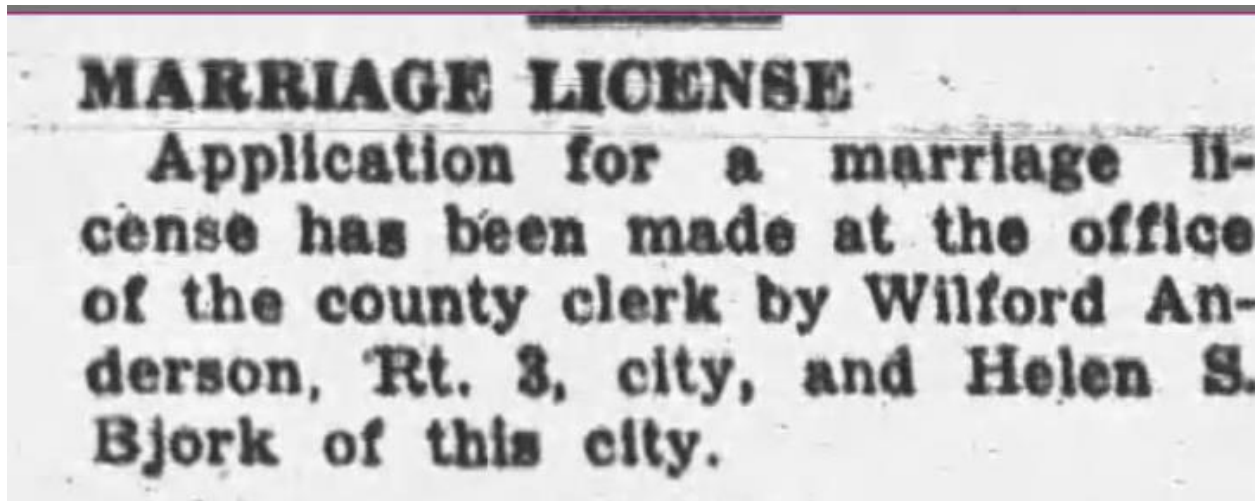 MARRIAGE LICENSE
Application for a marriage li-
cense has been made at the office
of the county clerk by Wilford An-
derson, Rt. 3, city, and Helen S.
Bjork of this city.